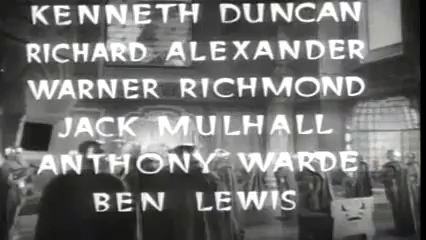 KENNETH DUNCAN
RICHARD ALEXANDER
WARNER RICHMOND
JACK MULHALL
ANTHONY WARDE
BEN LEWIS